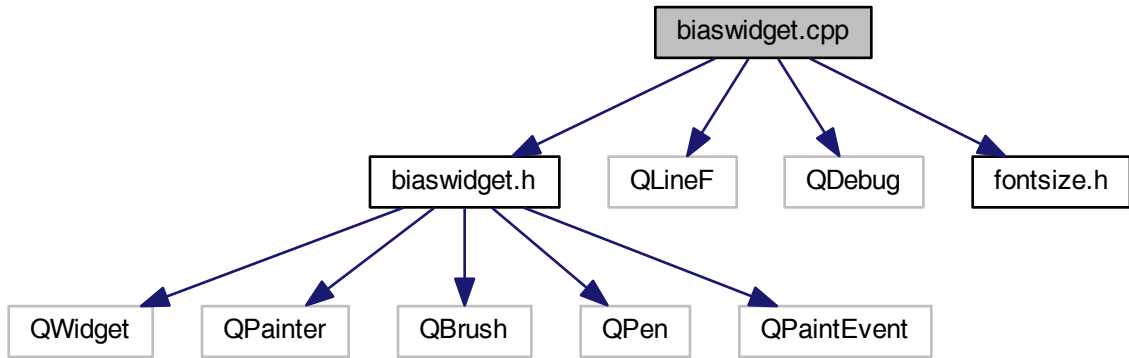 biaswidget.cpp
biaswidget.h
QLineF
QDebug
fontsize.h
QWidget
QPainter
QBrush
QPen
QPaintEvent